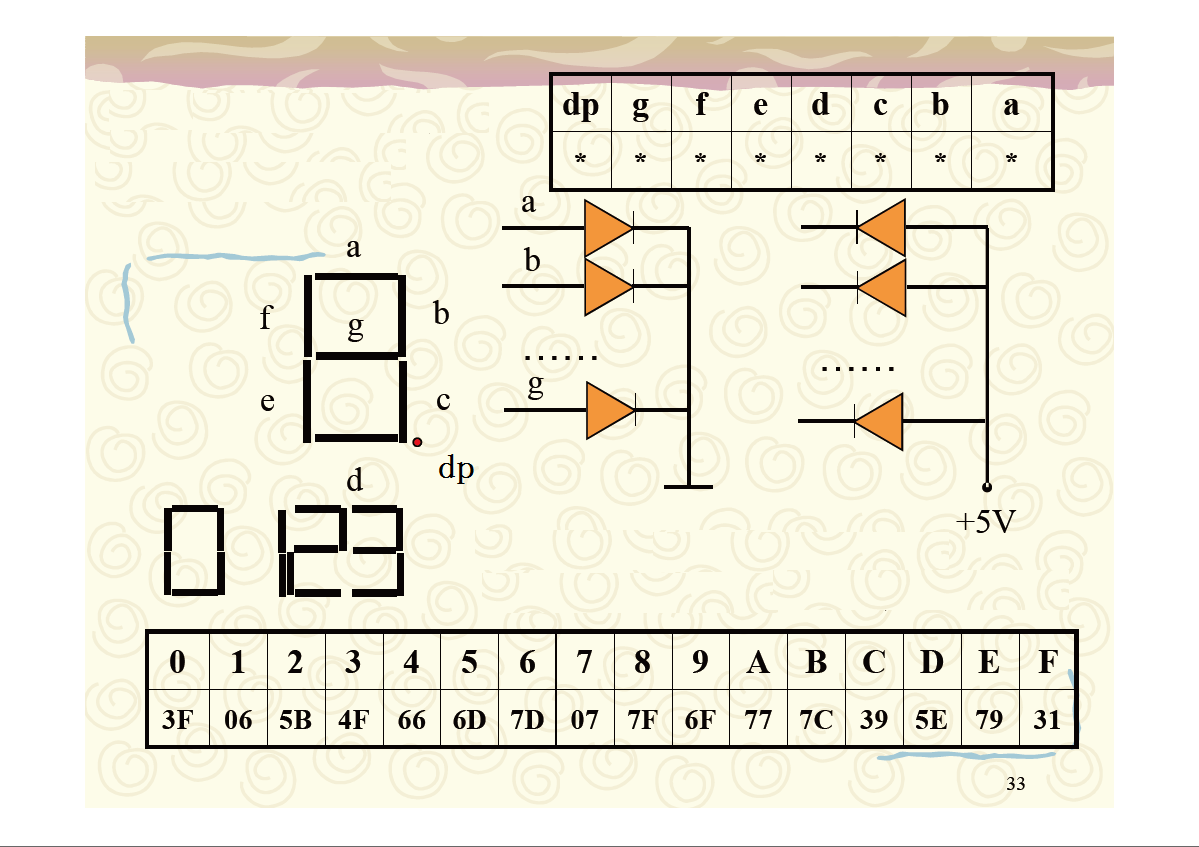 dp g f e d c b a
* * * * * * * *
a
b
......
g
......
+5V
a
f g b
e c
dp
d
0 123
0 1 2 3 4 5 6 7 8 9 A B C D E F
3F 06 5B 4F 66 6D 7D 07 7F 6F 77 7C 39 5E 79 31
33